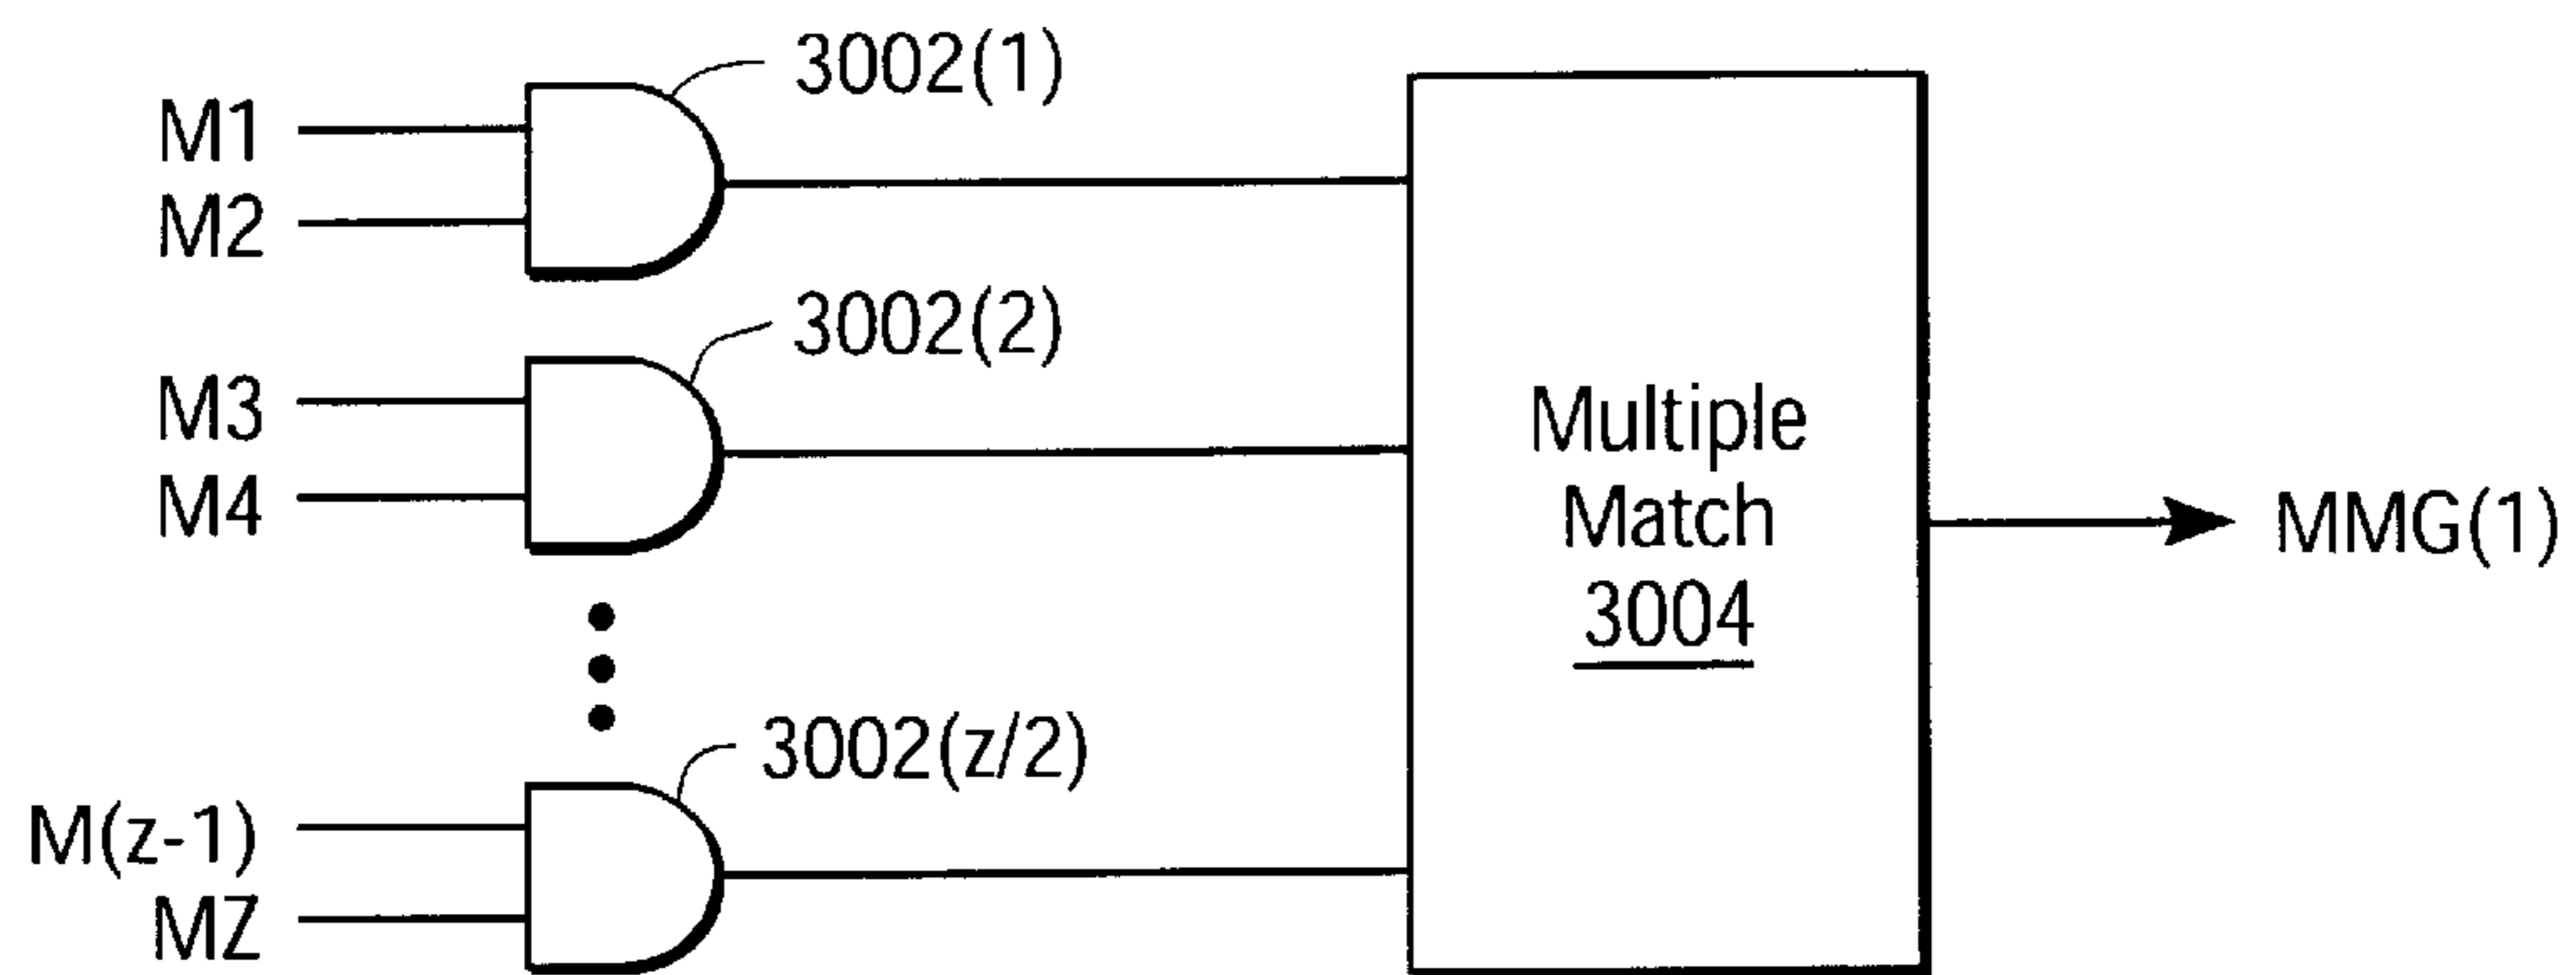 3002(1)
M1
M2
3002(2)
M3
M4
Multiple
Match
3004
MMG(1)
3002(z/2)
M(z-1)
MZ